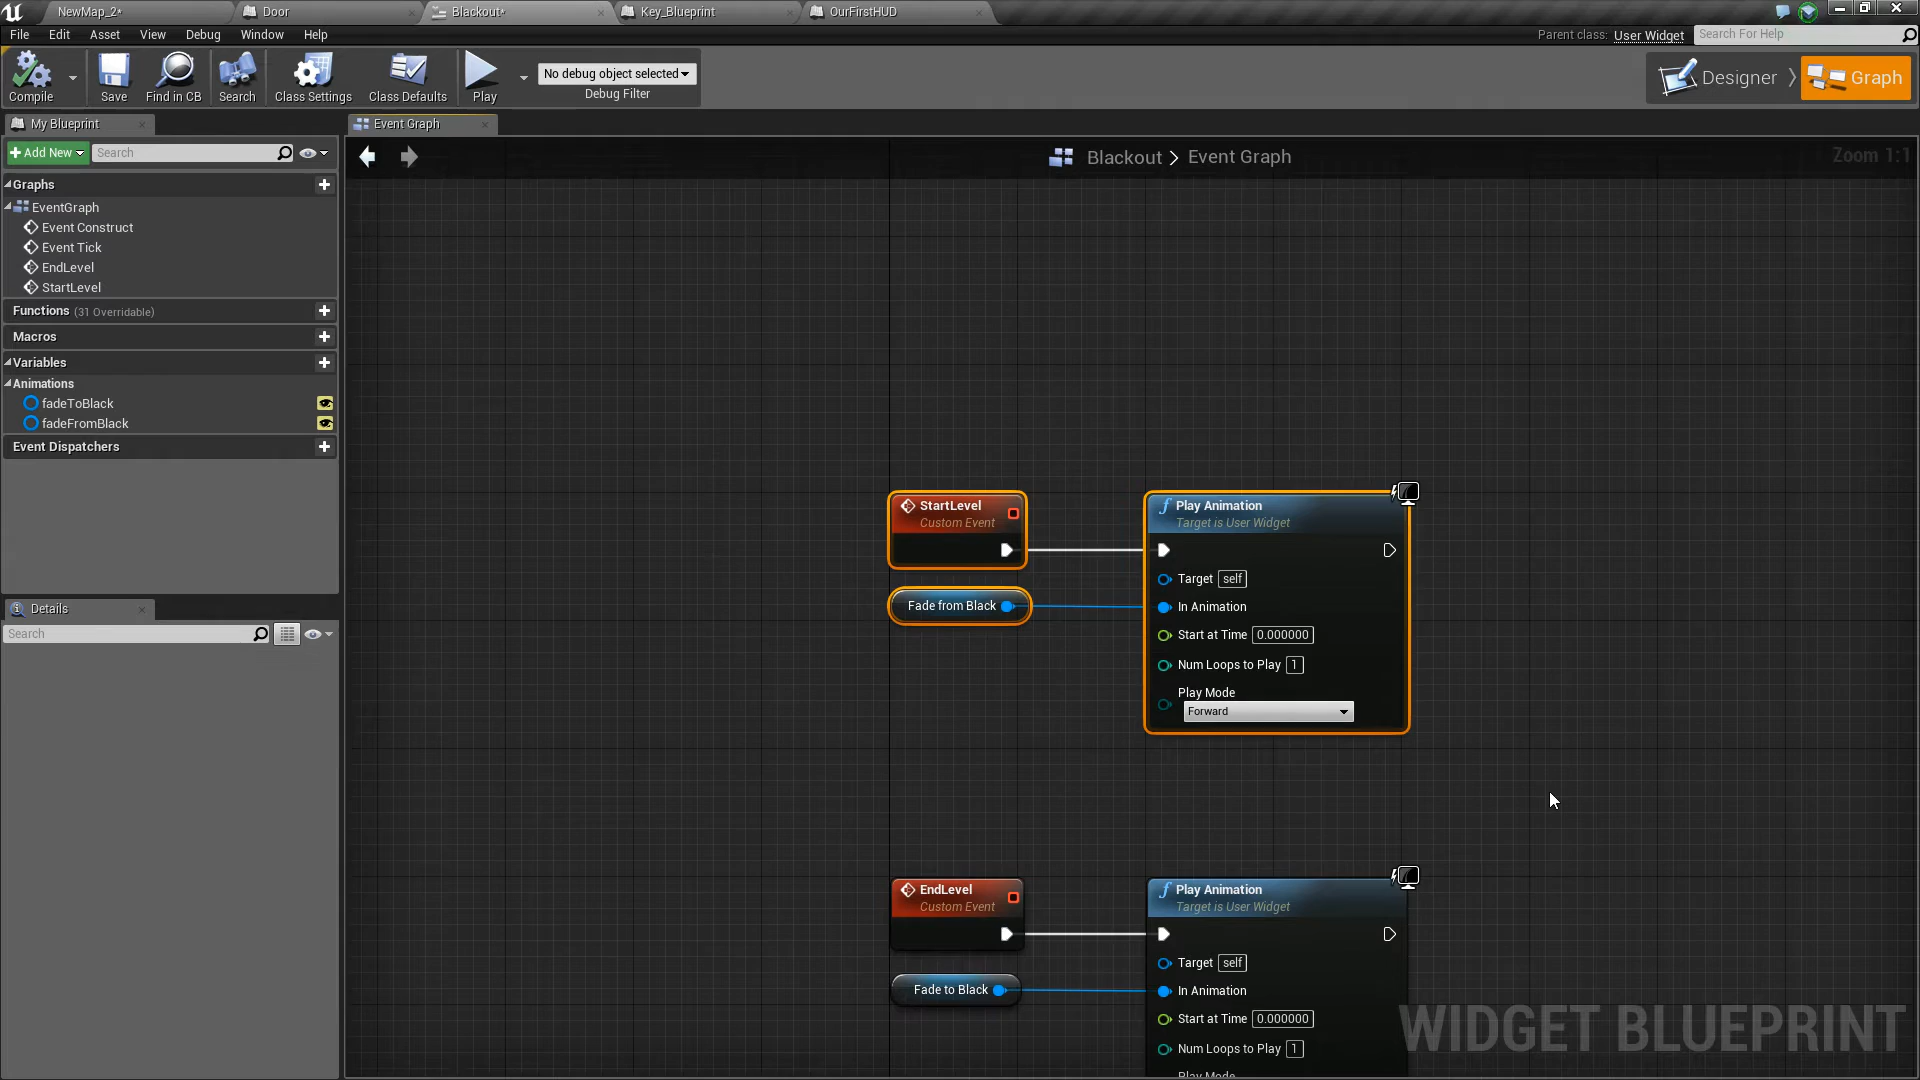 NewMap_2*
Door
Blackout*
Key_Blueprint
OurFirstHUD
File Edit Asset View Debug Window Help
Parent class: User Widget
Search For Help
Compile
Save
Find in CB
Search
Class Settings
Class Defaults
Play
No debug object selected
Debug Filter
Designer
Graph
My Blueprint
Event Graph
Add New
Search
Blackout > Event Graph
Zoom 1:1
Graphs
EventGraph
Event Construct
Event Tick
EndLevel
StartLevel
Functions (31 Overridable)
Macros
Variables
Animations
fadeToBlack
fadeFromBlack
Event Dispatchers
Details
Search
StartLevel
Custom Event
Fade from Black
Play Animation
Target is User Widget
Target self
In Animation
Start at Time 0.000000
Num Loops to Play 1
Play Mode
Forward
EndLevel
Custom Event
Fade to Black
Play Animation
Target is User Widget
Target self
In Animation
Start at Time 0.000000
Num Loops to Play 1
Play Mode
WIDGET BLUEPRINT